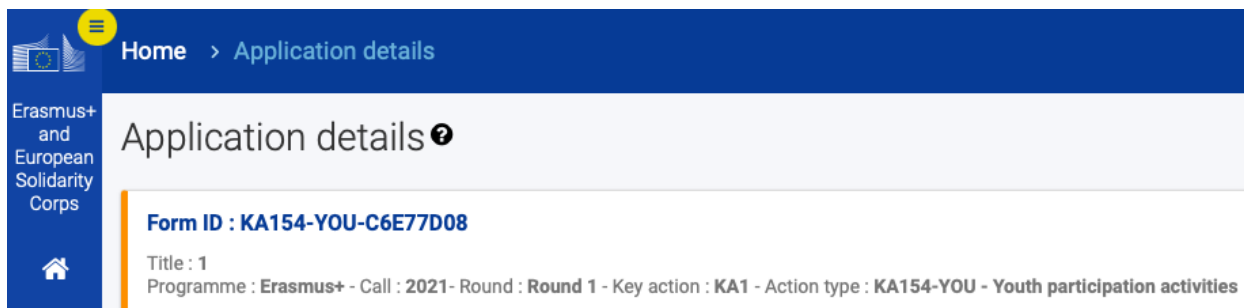 Home > Application details
Erasmus+
and
European
Solidarity
Corps
Application details
Form ID : KA154-YOU-C6E77D08
Title : 1
Programme : Erasmus+ - Call : 2021- Round : Round 1 - Key action : KA1 - Action type : KA154-YOU - Youth participation activities